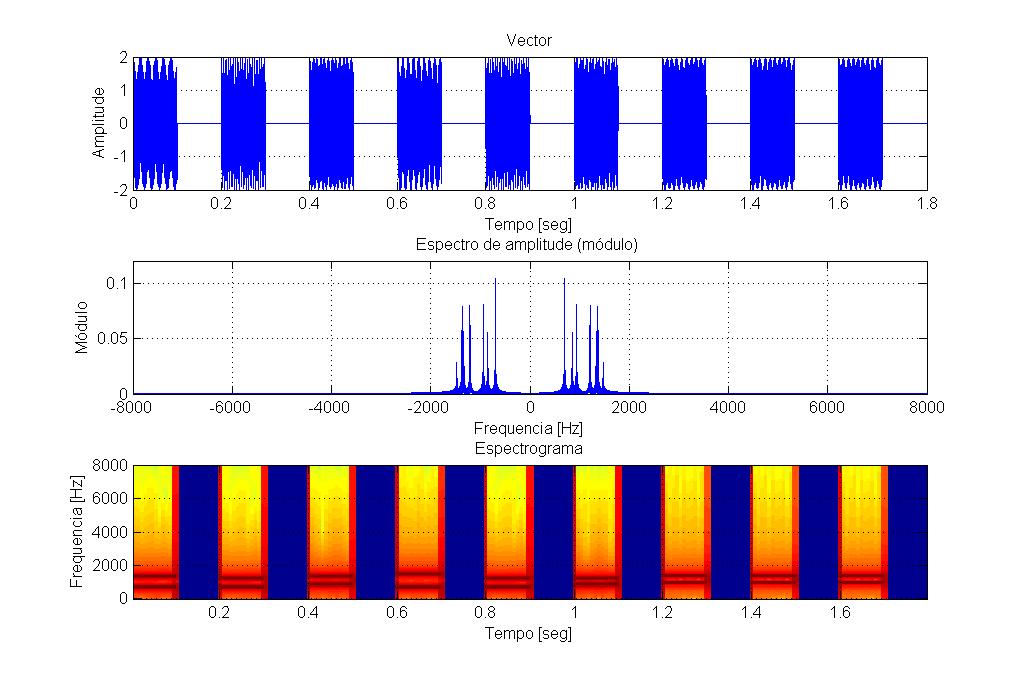 Vector
2
1
0
-1
-2
Amplitude
0 0.2 0.4 0.6 0.8 1 1.2 1.4 1.6 1.8
Tempo [seg]
Espectro de amplitude (módulo)
0.1
0.05
0
Módulo
-8000 -6000 -4000 -2000 0 2000 4000 6000 8000
Frequencia [Hz]
Espectrograma
8000
6000
4000
2000
0
Frequencia [Hz]
0.2 0.4 0.6 0.8 1 1.2 1.4 1.6
Tempo [seg]